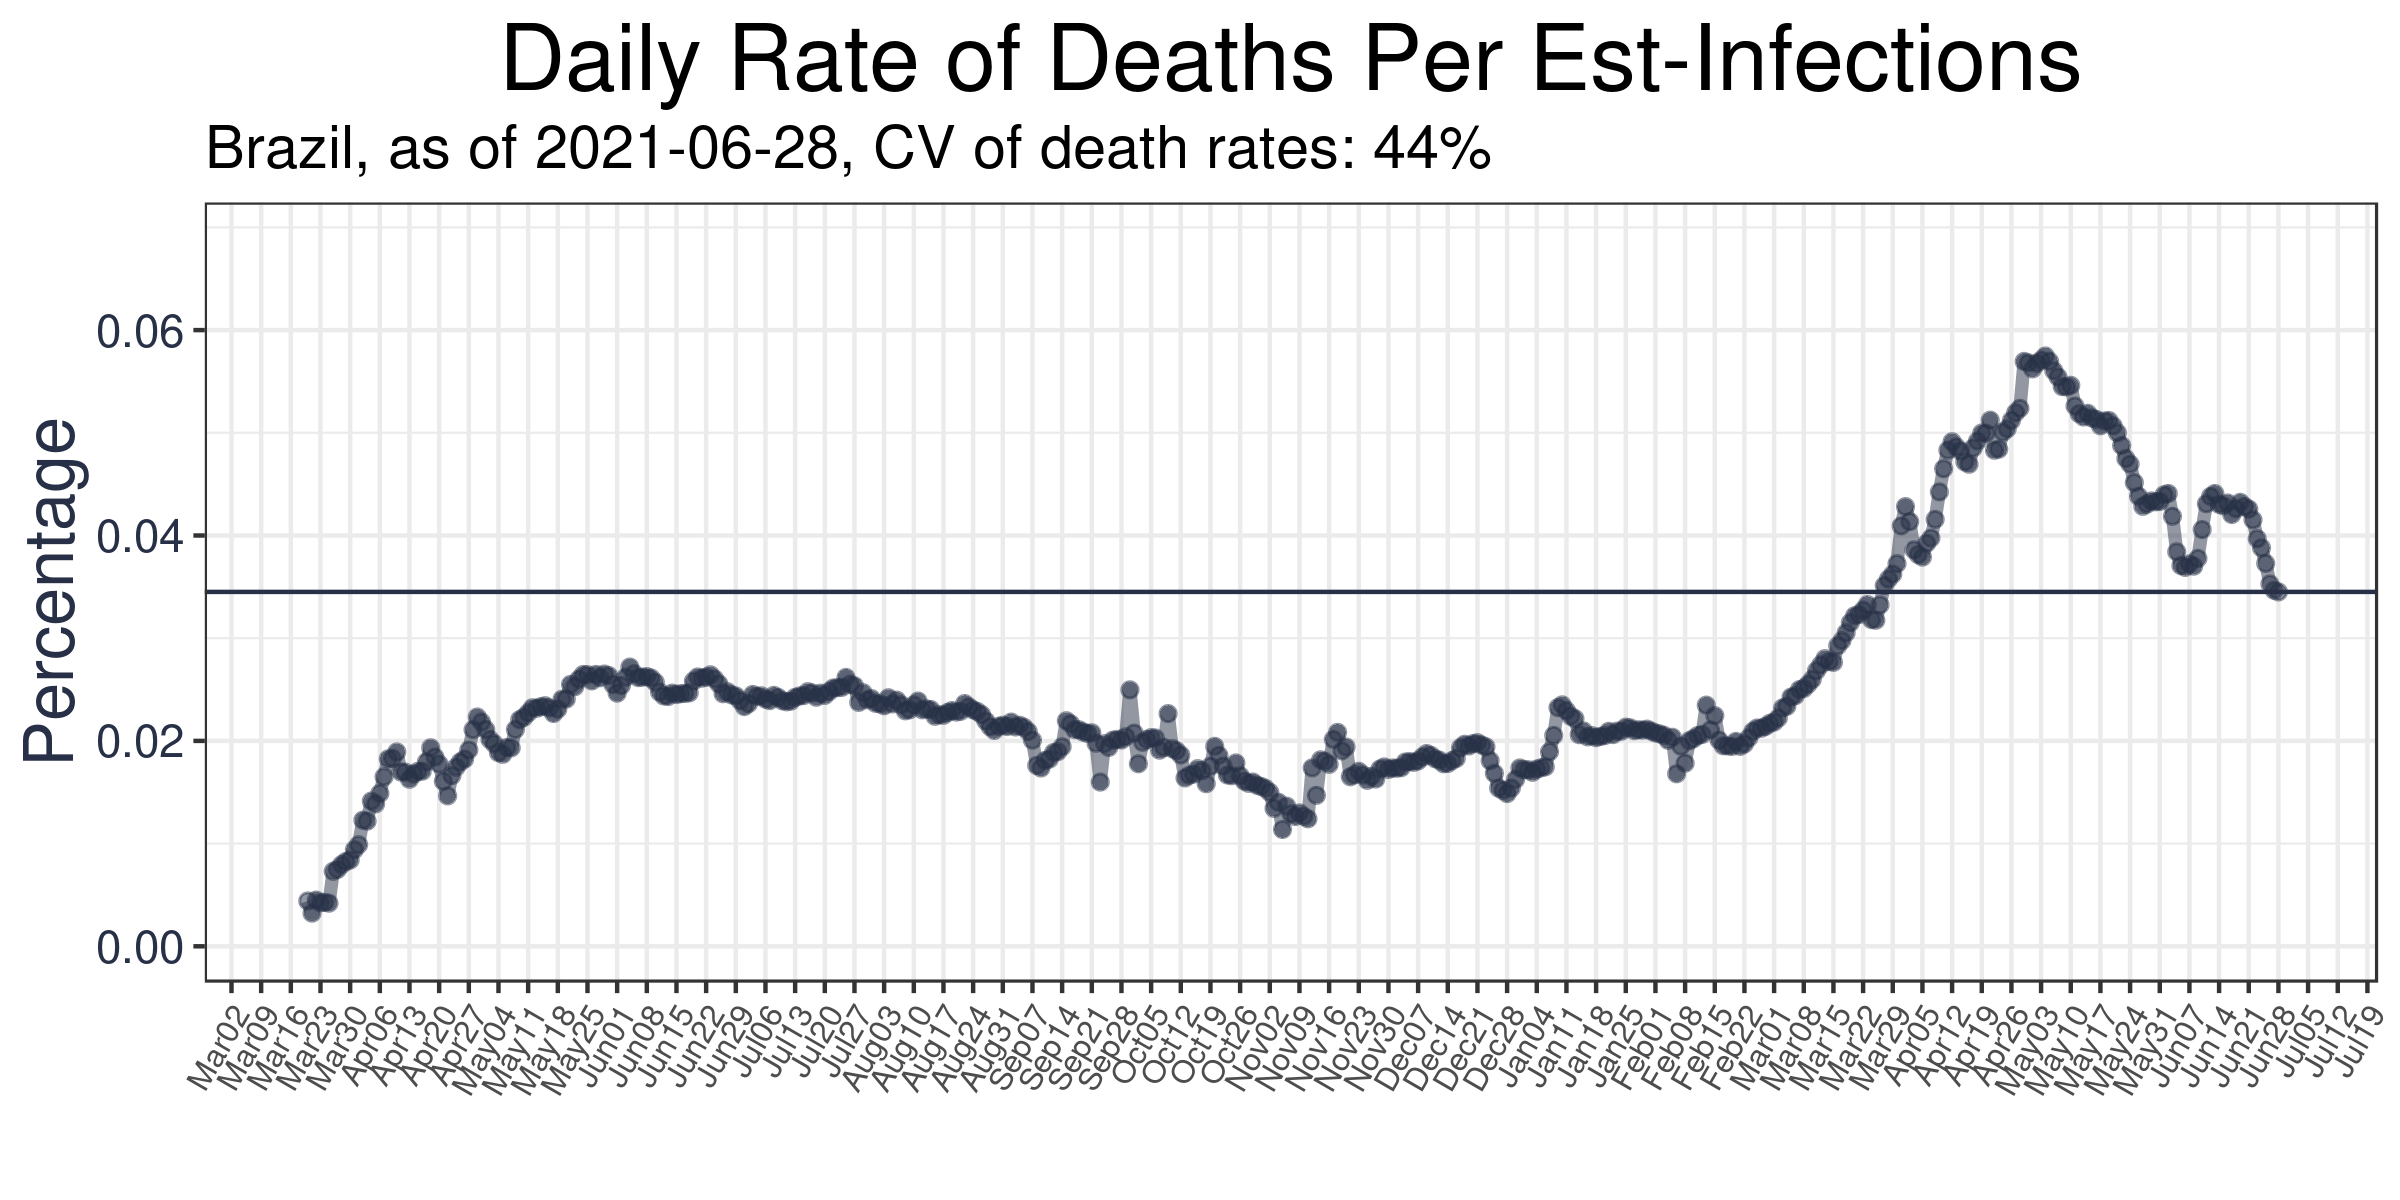 Daily Rate of Deaths Per Est-Infections
Brazil, as of 2021-06-28, CV of death rates: 44%
Percentage
0.06
0.04
0.02
0.00
Mar02
Mar09
Mar16
Mar23
Mar30
Apr06
Apr13
Apr20
Apr27
May04
May11
May18
May25
Jun01
Jun08
Jun15
Jun22
Jun29
Jul06
Jul13
Jul20
Jul27
Aug03
Aug10
Aug17
Aug24
Aug31
Sep07
Sep14
Sep21
Sep28
Oct05
Oct12
Oct19
Oct26
Nov02
Nov09
Nov16
Nov23
Nov30
Dec07
Dec14
Dec21
Dec28
Jan04
Jan11
Jan18
Jan25
Feb01
Feb08
Feb15
Feb22
Mar01
Mar08
Mar15
Mar22
Mar29
Apr05
Apr12
Apr19
Apr26
May03
May10
May17
May24
May31
Jun07
Jun14
Jun21
Jun28
Jul05
Jul12
Jul19